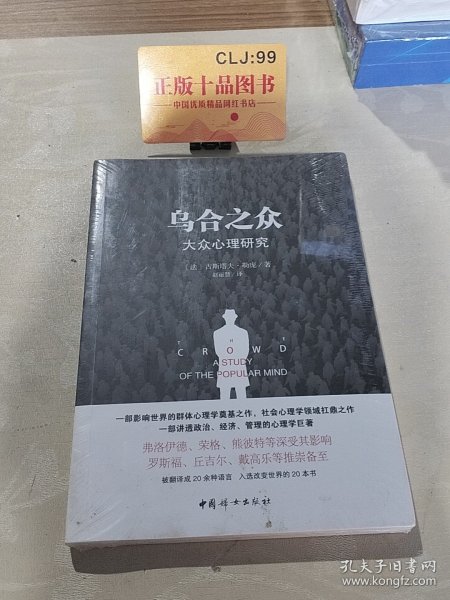 CLJ:99
正版十品图书
中国优质精品网红书店
乌合之众
大众心理研究
［法］古斯塔夫·勒庞／著
赵丽慧／译
THE
CROWD
A STUDY
OF THE POPULAR MIND
一部影响世界的群体心理学奠基之作，社会心理学领域扛鼎之作
一部讲透政治、经济、管理的心理学巨著
弗洛伊德、荣格、熊彼特等深受其影响
罗斯福、丘吉尔、戴高乐等推崇备至
被翻译成20余种语言 入选改变世界的20本书
中国妇女出版社
孔夫子旧书网
www.kongfz.com